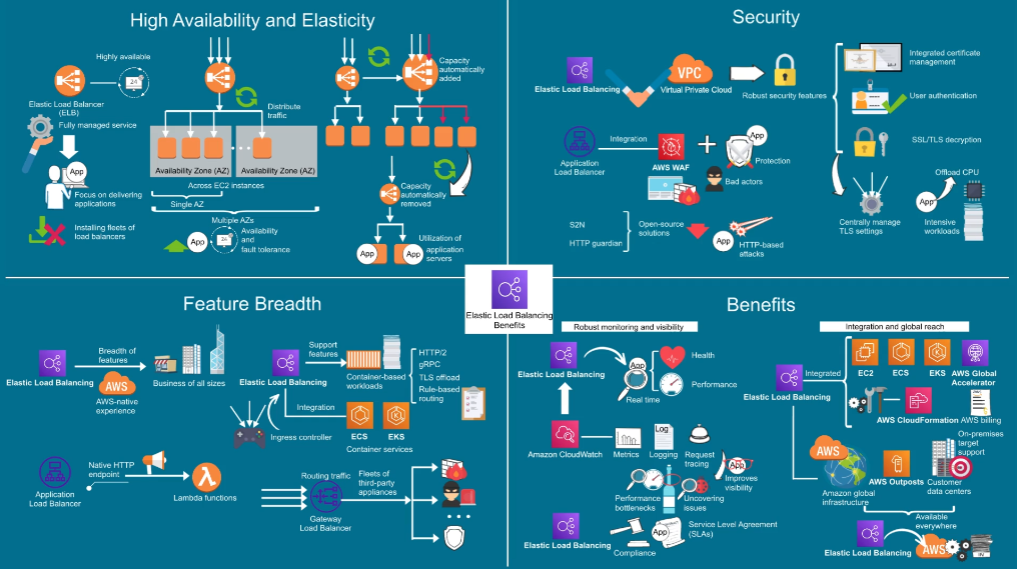 High Availability and Elasticity
Highly available
24
Elastic Load Balancer
(ELB)
Fully managed service
App
Focus on delivering
applications
Installing fleets of
load balancers
Distribute
traffic
Availability Zone (AZ)
Availability Zone (AZ)
Across EC2 instances
Single AZ
Multiple AZs
App
24
Availability
and
fault tolerance
Capacity
automatically
added
Capacity
automatically
removed
Utilization of
application
servers
App
App
Security
Elastic Load Balancing
VPC
Virtual Private Cloud
Robust security features
Integrated certificate
management
User authentication
SSL/TLS decryption
Centrally manage
TLS settings
Offload CPU
App
Intensive
workloads
Application
Load Balancer
Integration
AWS WAF
App
Protection
Bad actors
S2N
HTTP guardian
Open-source
solutions
App
HTTP-based
attacks
Elastic Load Balancing
Benefits
Feature Breadth
Elastic Load Balancing
Breadth of
features
AWS
AWS-native
experience
Business of all sizes
Support
features
Elastic Load Balancing
Container-based
workloads
HTTP/2
gRPC
TLS offload
Rule-based
routing
Integration
Ingress controller
ECS
EKS
Container services
Application
Load Balancer
Native HTTP
endpoint
Lambda functions
Routing traffic
Gateway
Load Balancer
Fleets of
third-party
appliances
Benefits
Robust monitoring and visibility
Elastic Load Balancing
App
Real time
Health
Performance
Amazon CloudWatch
Metrics
Log
Logging
Request
tracing
App
Improves
visibility
Performance
bottlenecks
Uncovering
issues
Elastic Load Balancing
Compliance
App
Service Level Agreement
(SLAs)
Integration and global reach
Elastic Load Balancing
Integrated
EC2
ECS
EKS
AWS Global
Accelerator
AWS CloudFormation
AWS billing
AWS
Amazon global
infrastructure
AWS Outposts
On-premises
target
support
Customer
data centers
Available
everywhere
Elastic Load Balancing
AWS